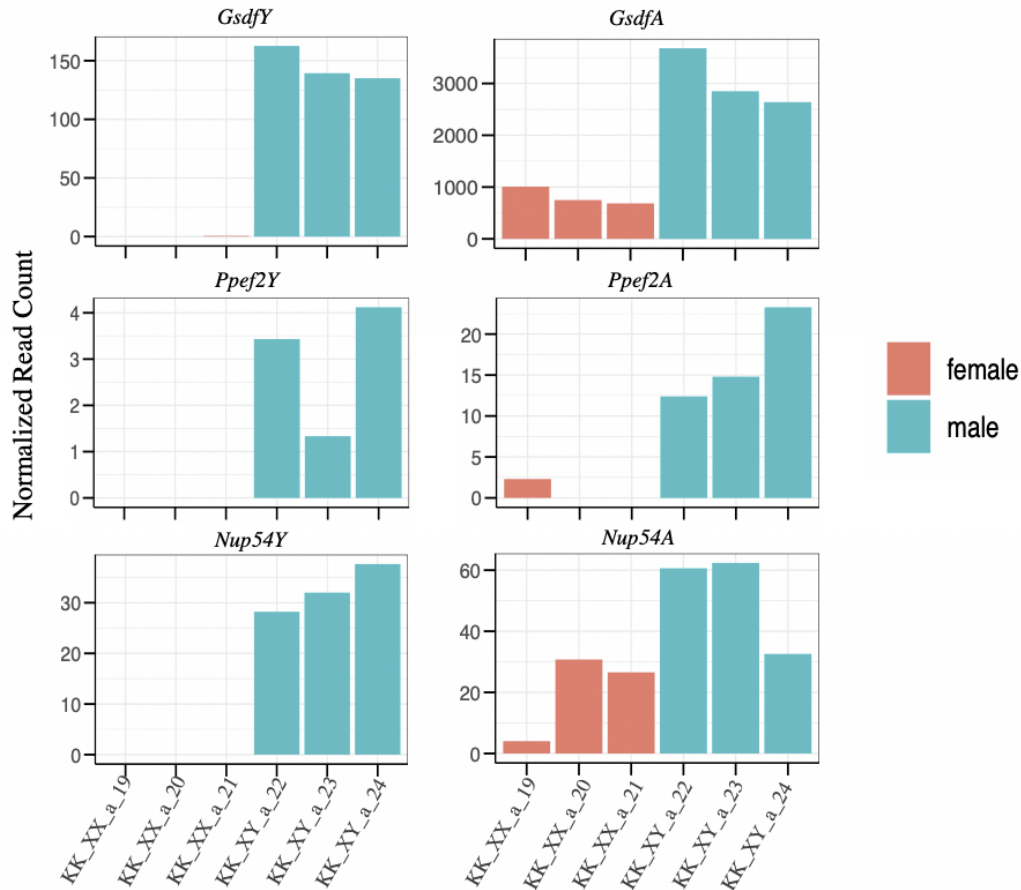 GsdfY
GsdfA
150
100
50
0
3000
2000
1000
0
Ppef2Y
Ppef2A
4
3
2
1
0
20
15
10
5
0
Nup54Y
Nup54A
30
20
10
0
60
40
20
0
Normalized Read Count
KK_XX_a_19
KK_XX_a_20
KK_XX_a_21
KK_XY_a_22
KK_XY_a_23
KK_XY_a_24
KK_XX_a_19
KK_XX_a_20
KK_XX_a_21
KK_XY_a_22
KK_XY_a_23
KK_XY_a_24
female
male